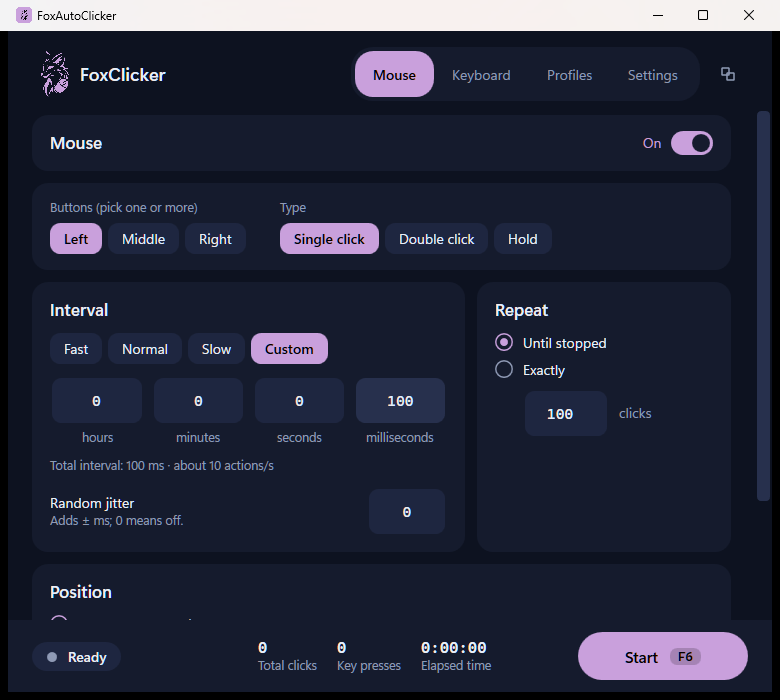 FoxAutoClicker
FoxClicker
Mouse Keyboard Profiles Settings
Mouse On
Buttons (pick one or more) Type
Left Middle Right Single click Double click Hold
Interval
Fast Normal Slow Custom
0 0 0 100
hours minutes seconds milliseconds
Total interval: 100 ms · about 10 actions/s
Random jitter
Adds ± ms; 0 means off.
0
Repeat
Until stopped
Exactly
100 clicks
Position
Ready
0 0 0:00:00
Total clicks Key presses Elapsed time
Start F6